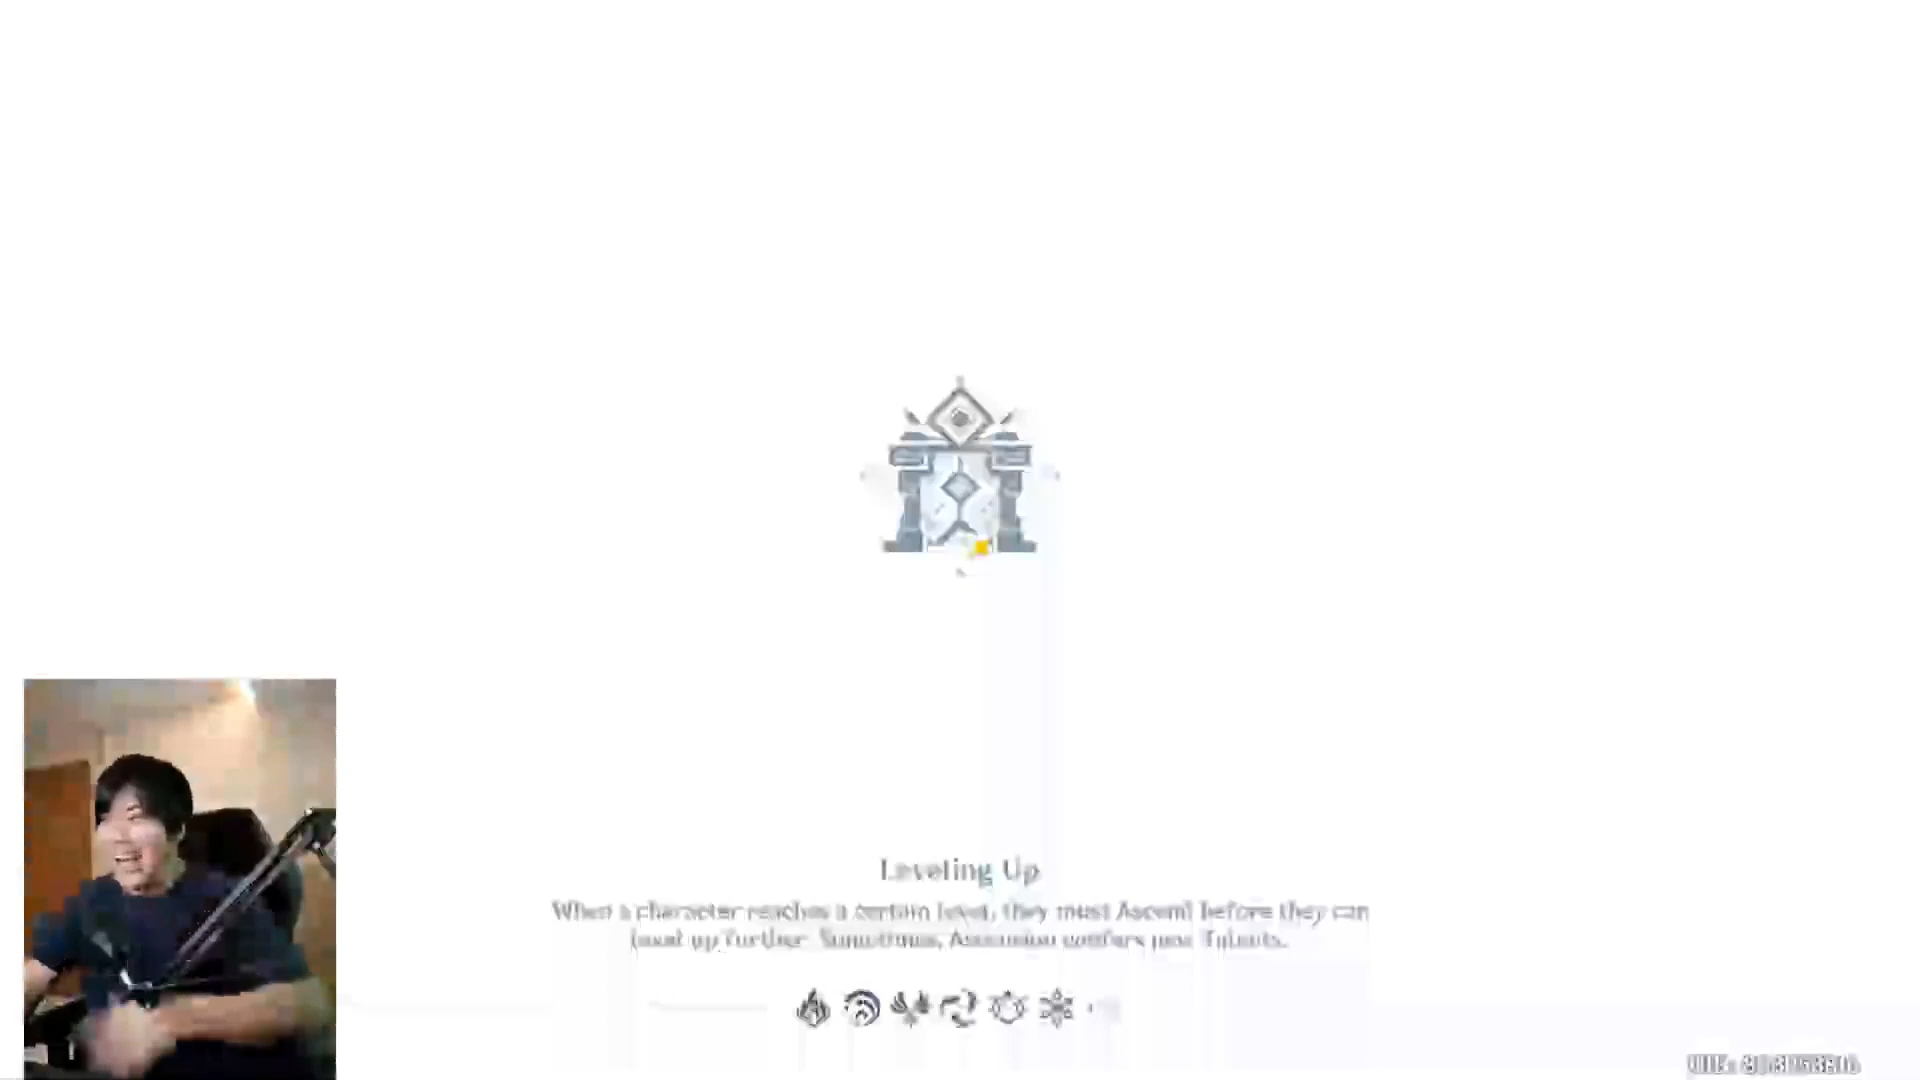 Leveling Up
When a character reaches a certain level, they must Ascend before they can
level up further. Sometimes, Ascension confers new Talents.
UID: